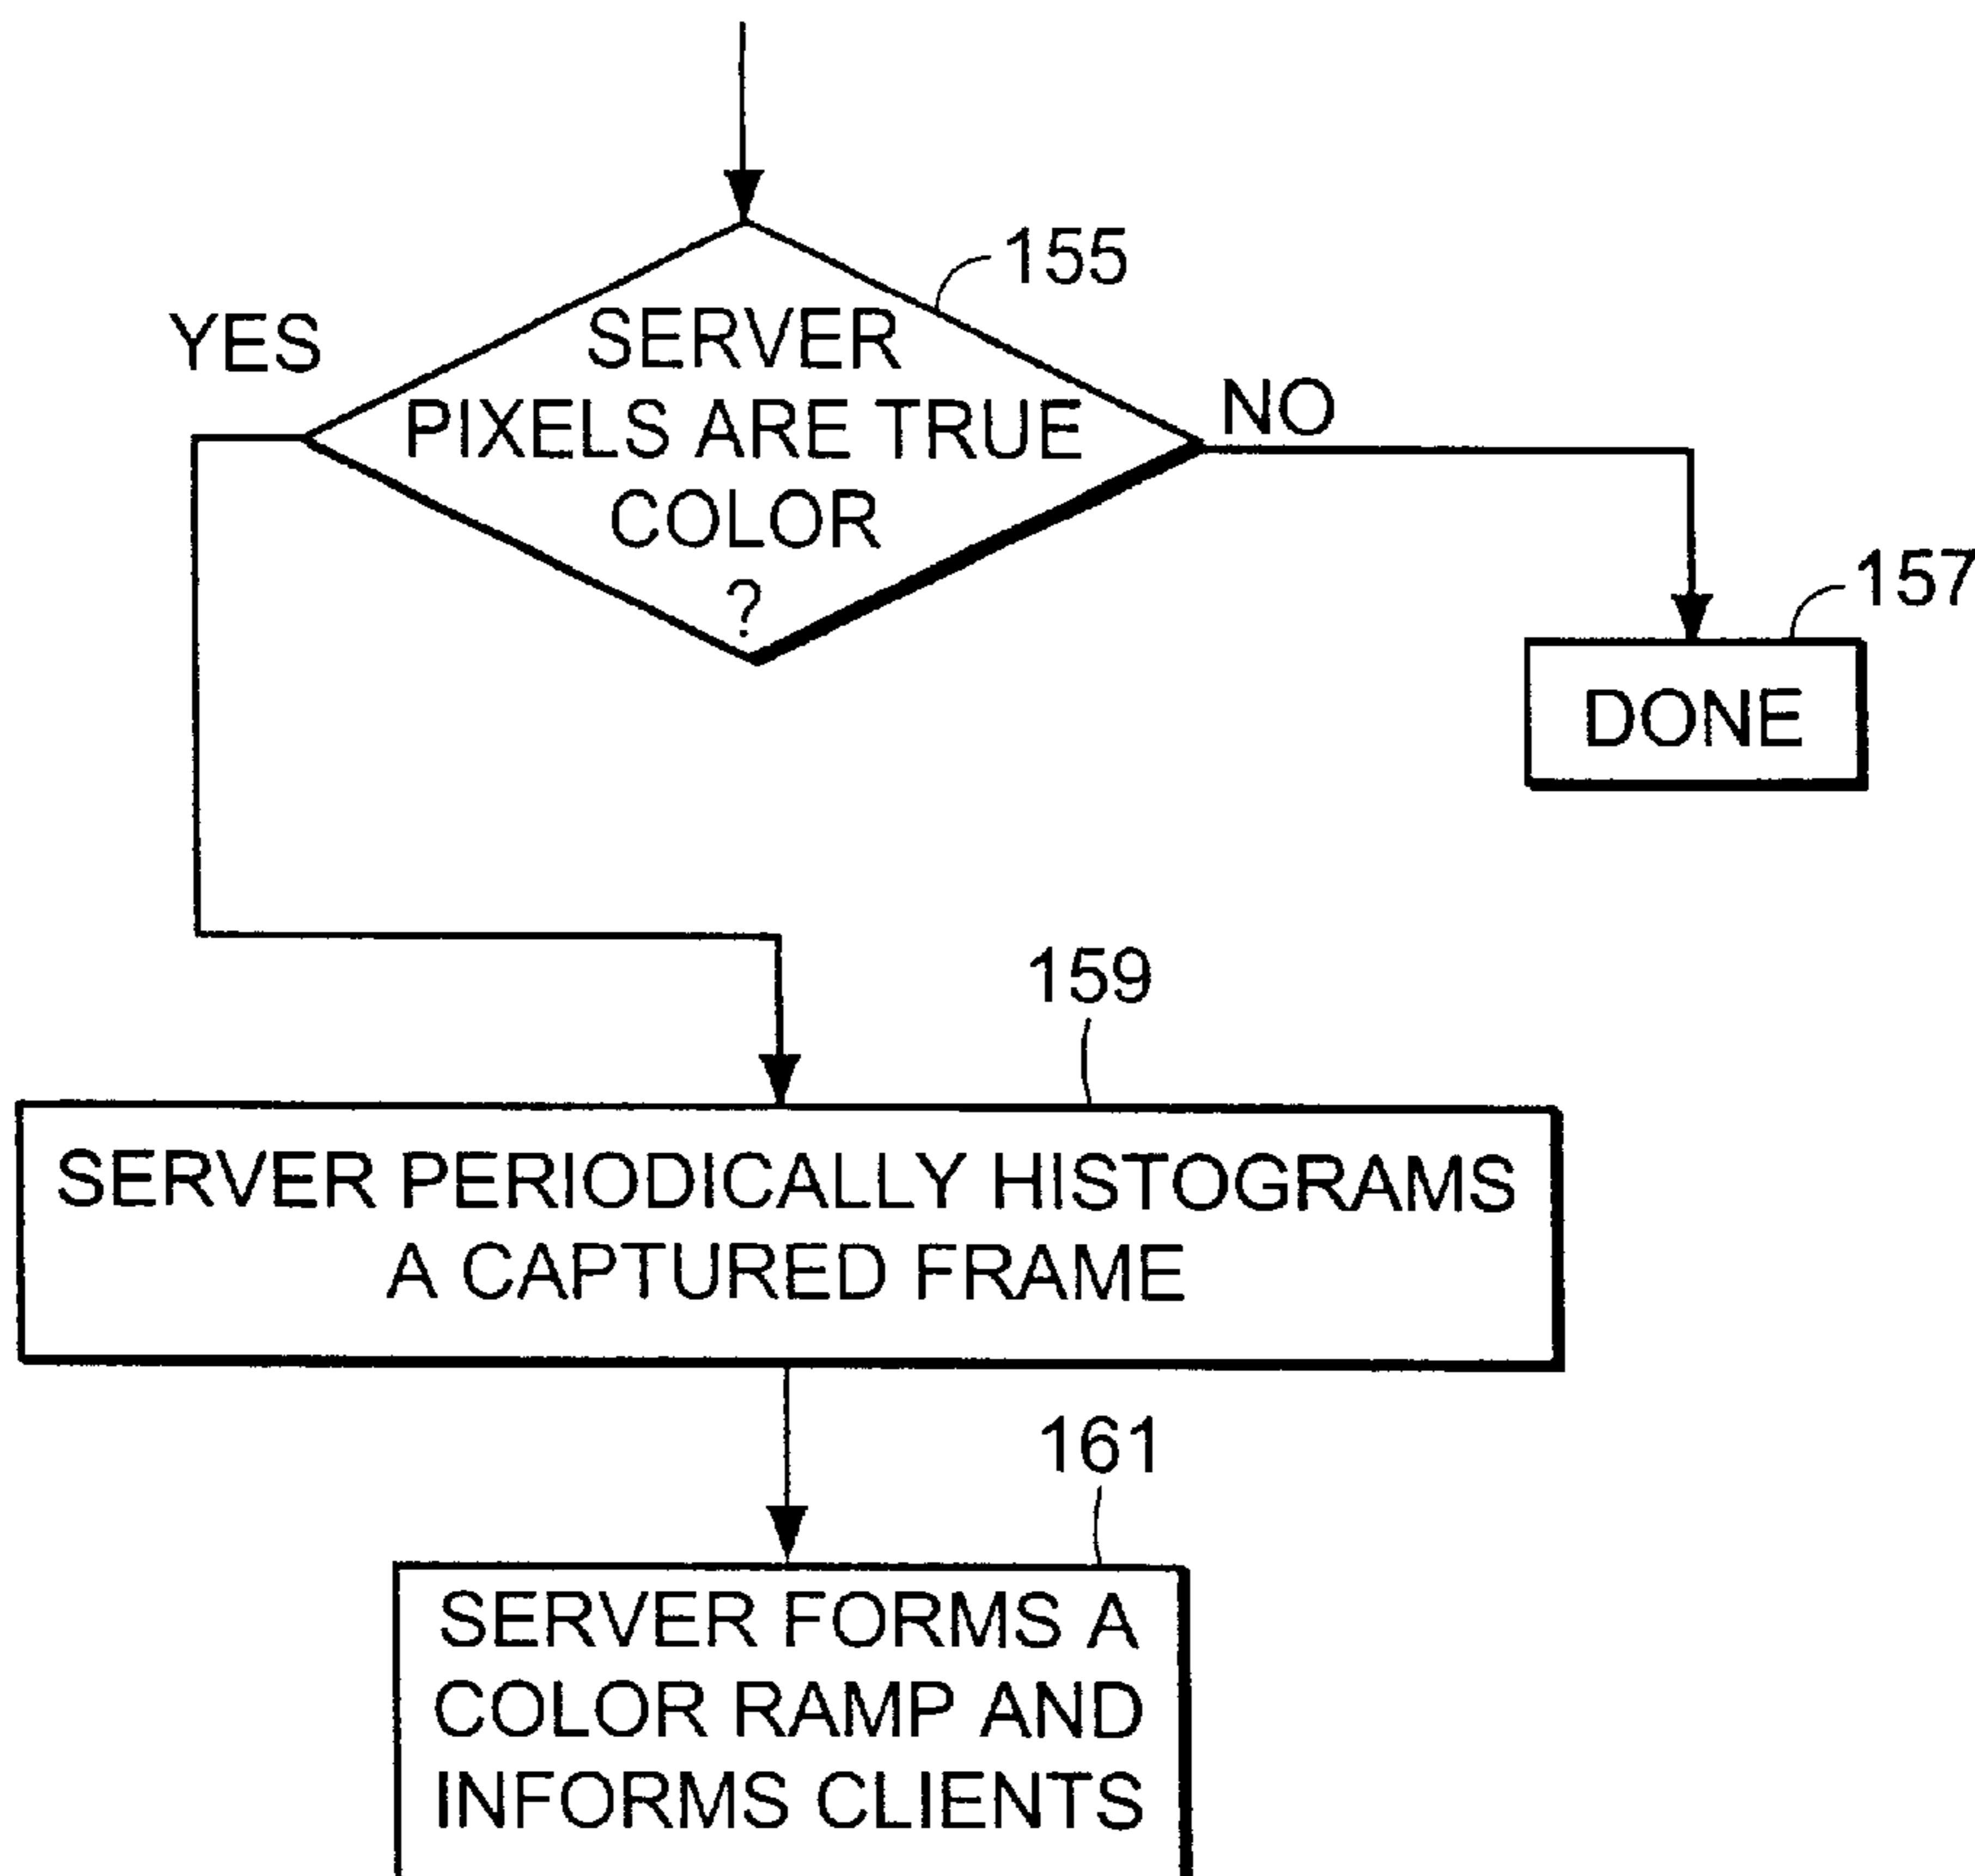 155
YES
SERVER
PIXELS ARE TRUE
COLOR
?
NO
157
DONE
159
SERVER PERIODICALLY HISTOGRAMS
A CAPTURED FRAME
161
SERVER FORMS A
COLOR RAMP AND
INFORMS CLIENTS